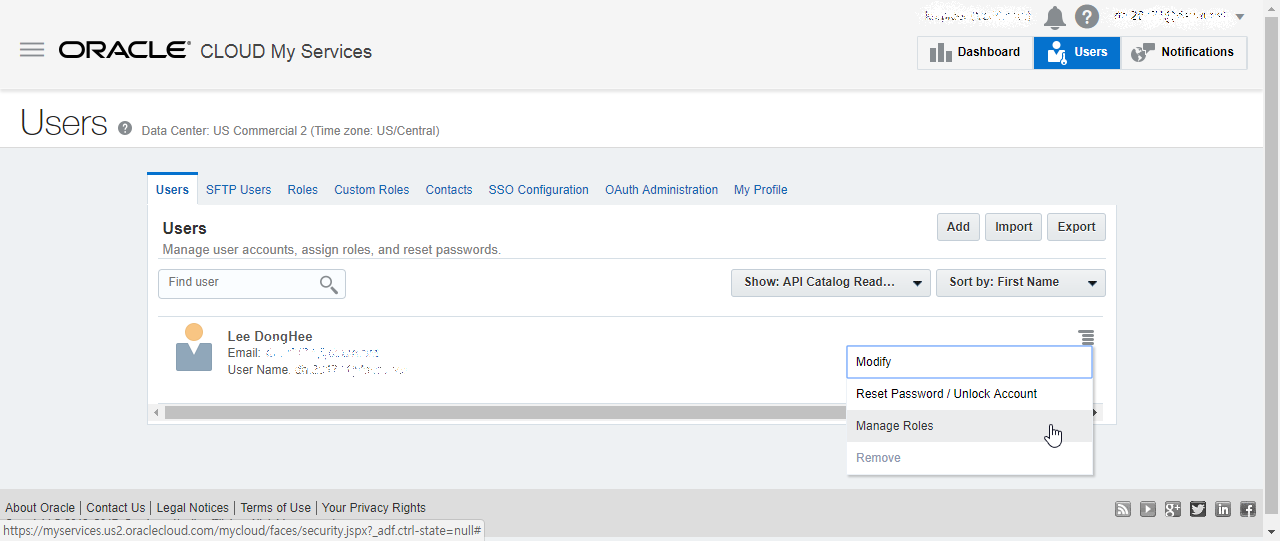 ORACLE CLOUD My Services
Dashboard Users Notifications
Users Data Center: US Commercial 2 (Time zone: US/Central)
Users SFTP Users Roles Custom Roles Contacts SSO Configuration OAuth Administration My Profile
Users
Manage user accounts, assign roles, and reset passwords.
Add Import Export
Find user
Show: API Catalog Read... Sort by: First Name
Lee DongHee
Email:
User Name
Modify
Reset Password / Unlock Account
Manage Roles
Remove
About Oracle | Contact Us | Legal Notices | Terms of Use | Your Privacy Rights
https://myservices.us2.oraclecloud.com/mycloud/faces/security.jspx?_adf.ctrl-state=null#